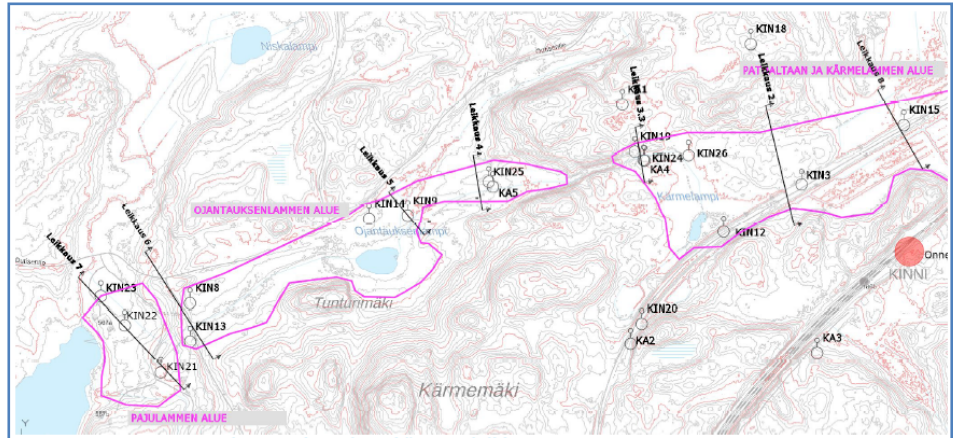 KIN18
Niskalampi
PATJALTAAN JA KÄRMELAMMEN ALUE
Leikkaus 8
Leikkaus 2
Leikkaus 3.3
KA1
KIN15
Leikkaus 4
KIN19
KIN24
KIN26
KA4
KIN25
KA5
KIN3
Leikkaus 5
OJANTAUKSENLAMMEN ALUE
KIN14
KIN9
Kärmelampi
KIN12
Ojantauksenlampi
Leikkaus 6
Leikkaus 7
KINNI
KIN23
KIN8
Tunturimäki
KIN22
KIN13
KIN20
KA2
KA3
KIN21
Kärmemäki
PAJULAMMEN ALUE
Y